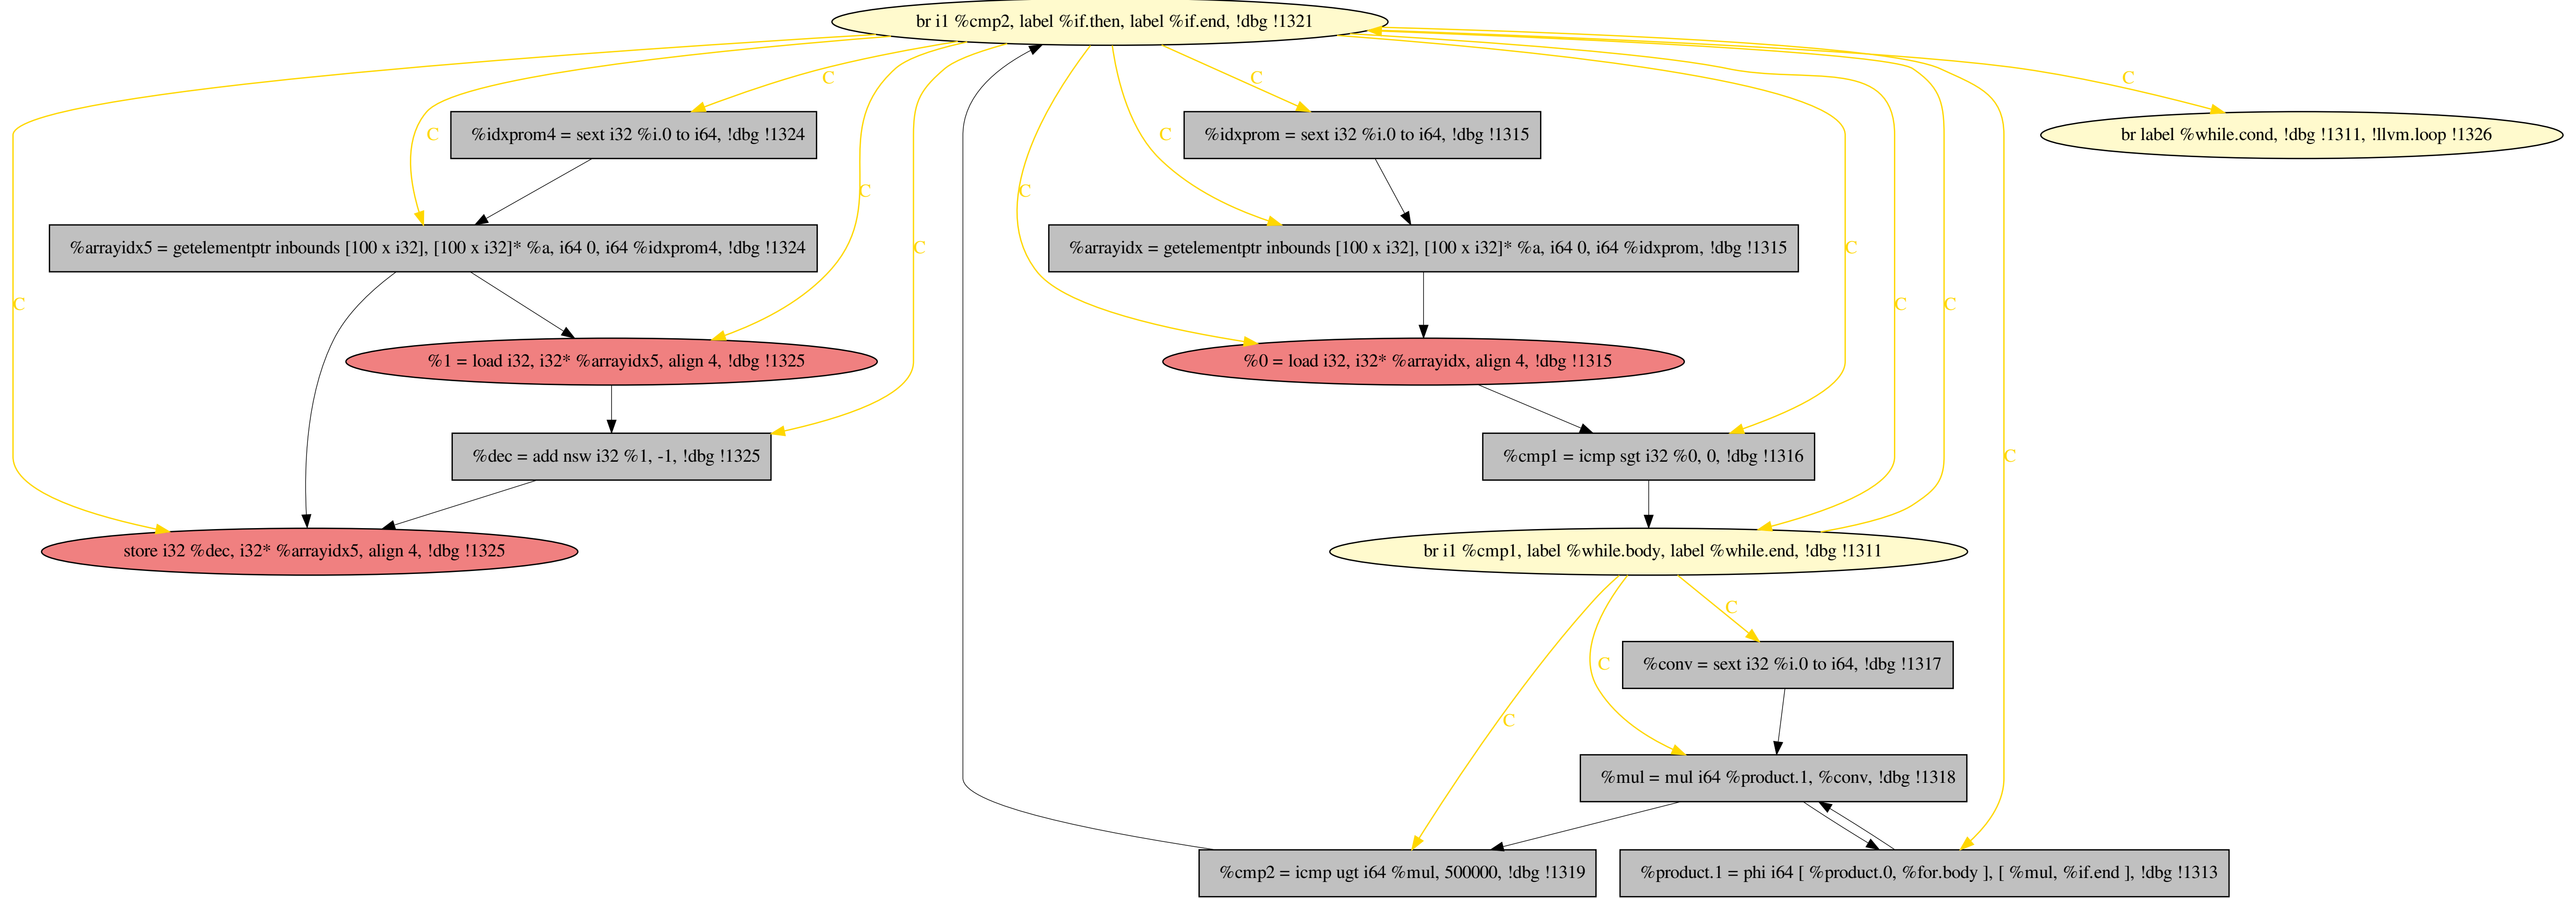 br i1 %cmp2, label %if.then, label %if.end, !dbg !1321
C
C
C
%idxprom4 = sext i32 %i.0 to i64, !dbg !1324
%idxprom = sext i32 %i.0 to i64, !dbg !1315
br label %while.cond, !dbg !1311, !llvm.loop !1326
C
C
C
C
%arrayidx5 = getelementptr inbounds [100 x i32], [100 x i32]* %a, i64 0, i64 %idxprom4, !dbg !1324
%arrayidx = getelementptr inbounds [100 x i32], [100 x i32]* %a, i64 0, i64 %idxprom, !dbg !1315
C
C
C
C
C
%1 = load i32, i32* %arrayidx5, align 4, !dbg !1325
%0 = load i32, i32* %arrayidx, align 4, !dbg !1315
%dec = add nsw i32 %1, -1, !dbg !1325
%cmp1 = icmp sgt i32 %0, 0, !dbg !1316
C
store i32 %dec, i32* %arrayidx5, align 4, !dbg !1325
br i1 %cmp1, label %while.body, label %while.end, !dbg !1311
C
C
%conv = sext i32 %i.0 to i64, !dbg !1317
C
%mul = mul i64 %product.1, %conv, !dbg !1318
%cmp2 = icmp ugt i64 %mul, 500000, !dbg !1319
%product.1 = phi i64 [ %product.0, %for.body ], [ %mul, %if.end ], !dbg !1313